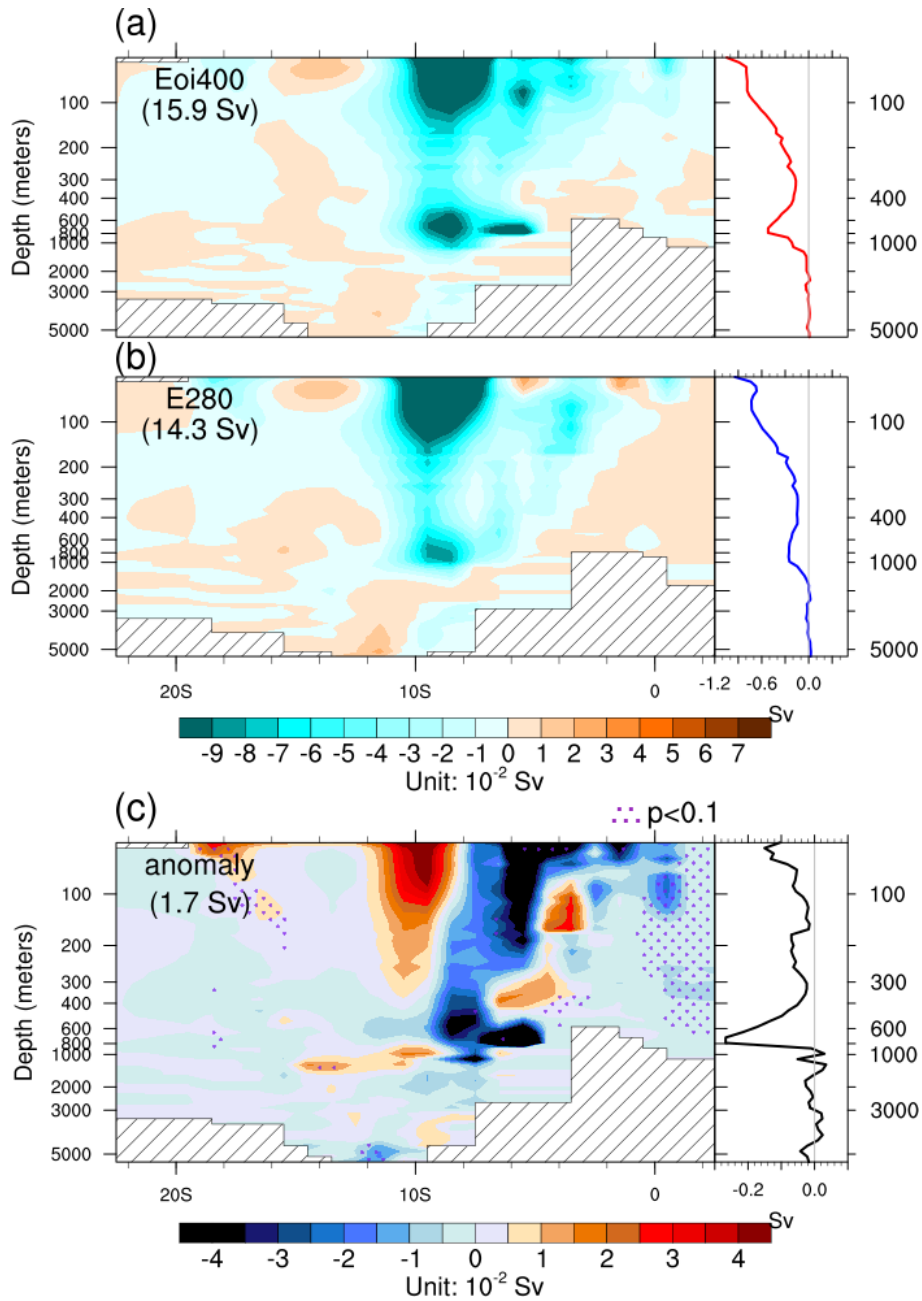 (a)
Eoi400
(15.9 Sv)
Depth (meters)
100
200
300
400
600
800
1000
2000
3000
5000
100
400
1000
5000
(b)
E280
(14.3 Sv)
Depth (meters)
100
200
300
400
600
800
1000
2000
3000
5000
100
400
1000
5000
20S
10S
0
-1.2
-0.6
0.0
Sv
-9 -8 -7 -6 -5 -4 -3 -2 -1 0 1 2 3 4 5 6 7
Unit: 10⁻² Sv
(c)
p<0.1
anomaly
(1.7 Sv)
Depth (meters)
100
200
300
400
600
800
1000
2000
3000
5000
100
300
600
1000
3000
20S
10S
0
-0.2
0.0
Sv
-4 -3 -2 -1 0 1 2 3 4
Unit: 10⁻² Sv